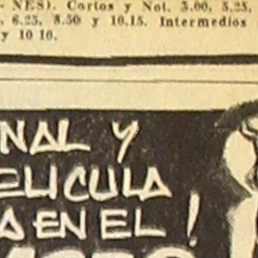 - NES). Cortos y Not. 3.00, 5.25,
, 6.25, 8.50 y 10.15. Intermedios
y 10 10.
NAL Y
ELICULA
A EN EL !